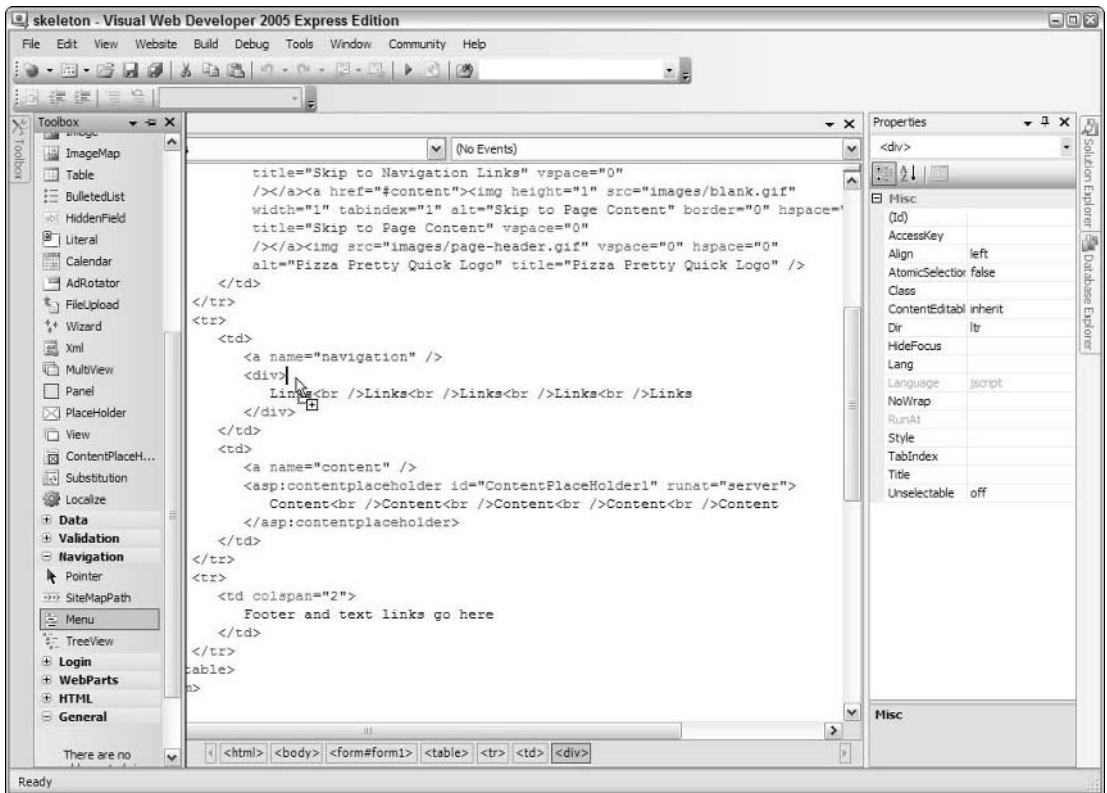 skeleton - Visual Web Developer 2005 Express Edition
File Edit View Website Build Debug Tools Window Community Help
Toolbox
Toolbox
Image
ImageMap
Table
BulletedList
HiddenField
Literal
Calendar
AdRotator
FileUpload
Wizard
Xml
MultiView
Panel
PlaceHolder
View
ContentPlaceH...
Substitution
Localize
Data
Validation
Navigation
Pointer
SiteMapPath
Menu
TreeView
Login
WebParts
HTML
General
There are no
(No Events)
title="Skip to Navigation Links" vspace="0"
/></a><a href="#content"><img height="1" src="images/blank.gif"
width="1" tabindex="1" alt="Skip to Page Content" border="0" hspace="
title="Skip to Page Content" vspace="0"
/></a><img src="images/page-header.gif" vspace="0" hspace="0"
alt="Pizza Pretty Quick Logo" title="Pizza Pretty Quick Logo" />
</td>
</tr>
<tr>
<td>
<a name="navigation" />
<div>
Links<br />Links<br />Links<br />Links<br />Links
</div>
</td>
<td>
<a name="content" />
<asp:contentplaceholder id="ContentPlaceHolder1" runat="server">
Content<br />Content<br />Content<br />Content<br />Content
</asp:contentplaceholder>
</td>
</tr>
<tr>
<td colspan="2">
Footer and text links go here
</td>
</tr>
table>
m>
<html> <body> <form#form1> <table> <tr> <td> <div>
Properties
<div>
Misc
(Id)
AccessKey
Align left
AtomicSelection false
Class
ContentEditabl inherit
Dir ltr
HideFocus
Lang
Language jscript
NoWrap
RunAt
Style
TabIndex
Title
Unselectable off
Misc
Solution Explorer
Database Explorer
Ready